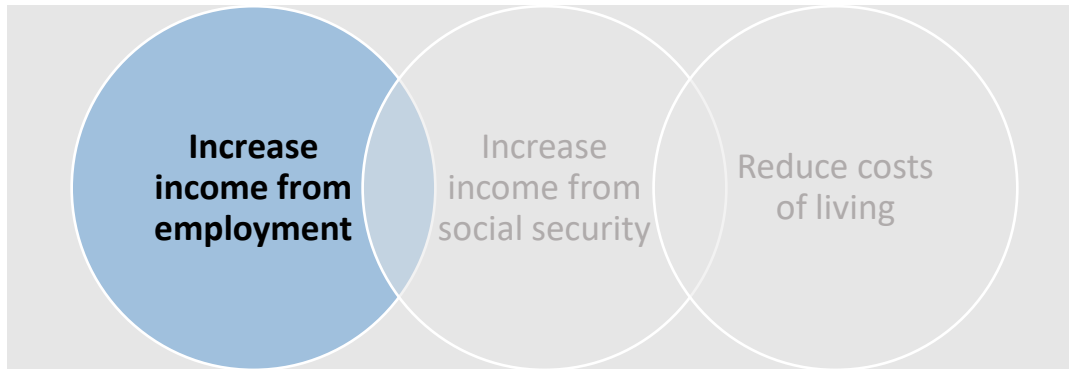 Increase
income from
employment
Increase
income from
social security
Reduce costs
of living